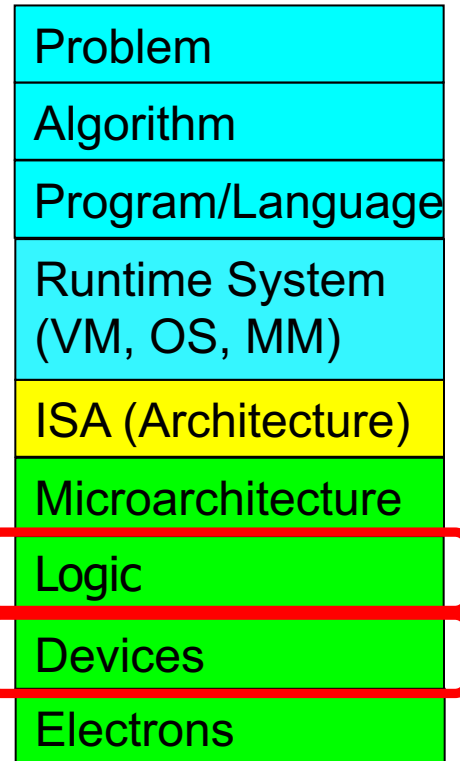 Problem
Algorithm
Program/Language
Runtime System
(VM, OS, MM)
ISA (Architecture)
Microarchitecture
Logic
Devices
Electrons